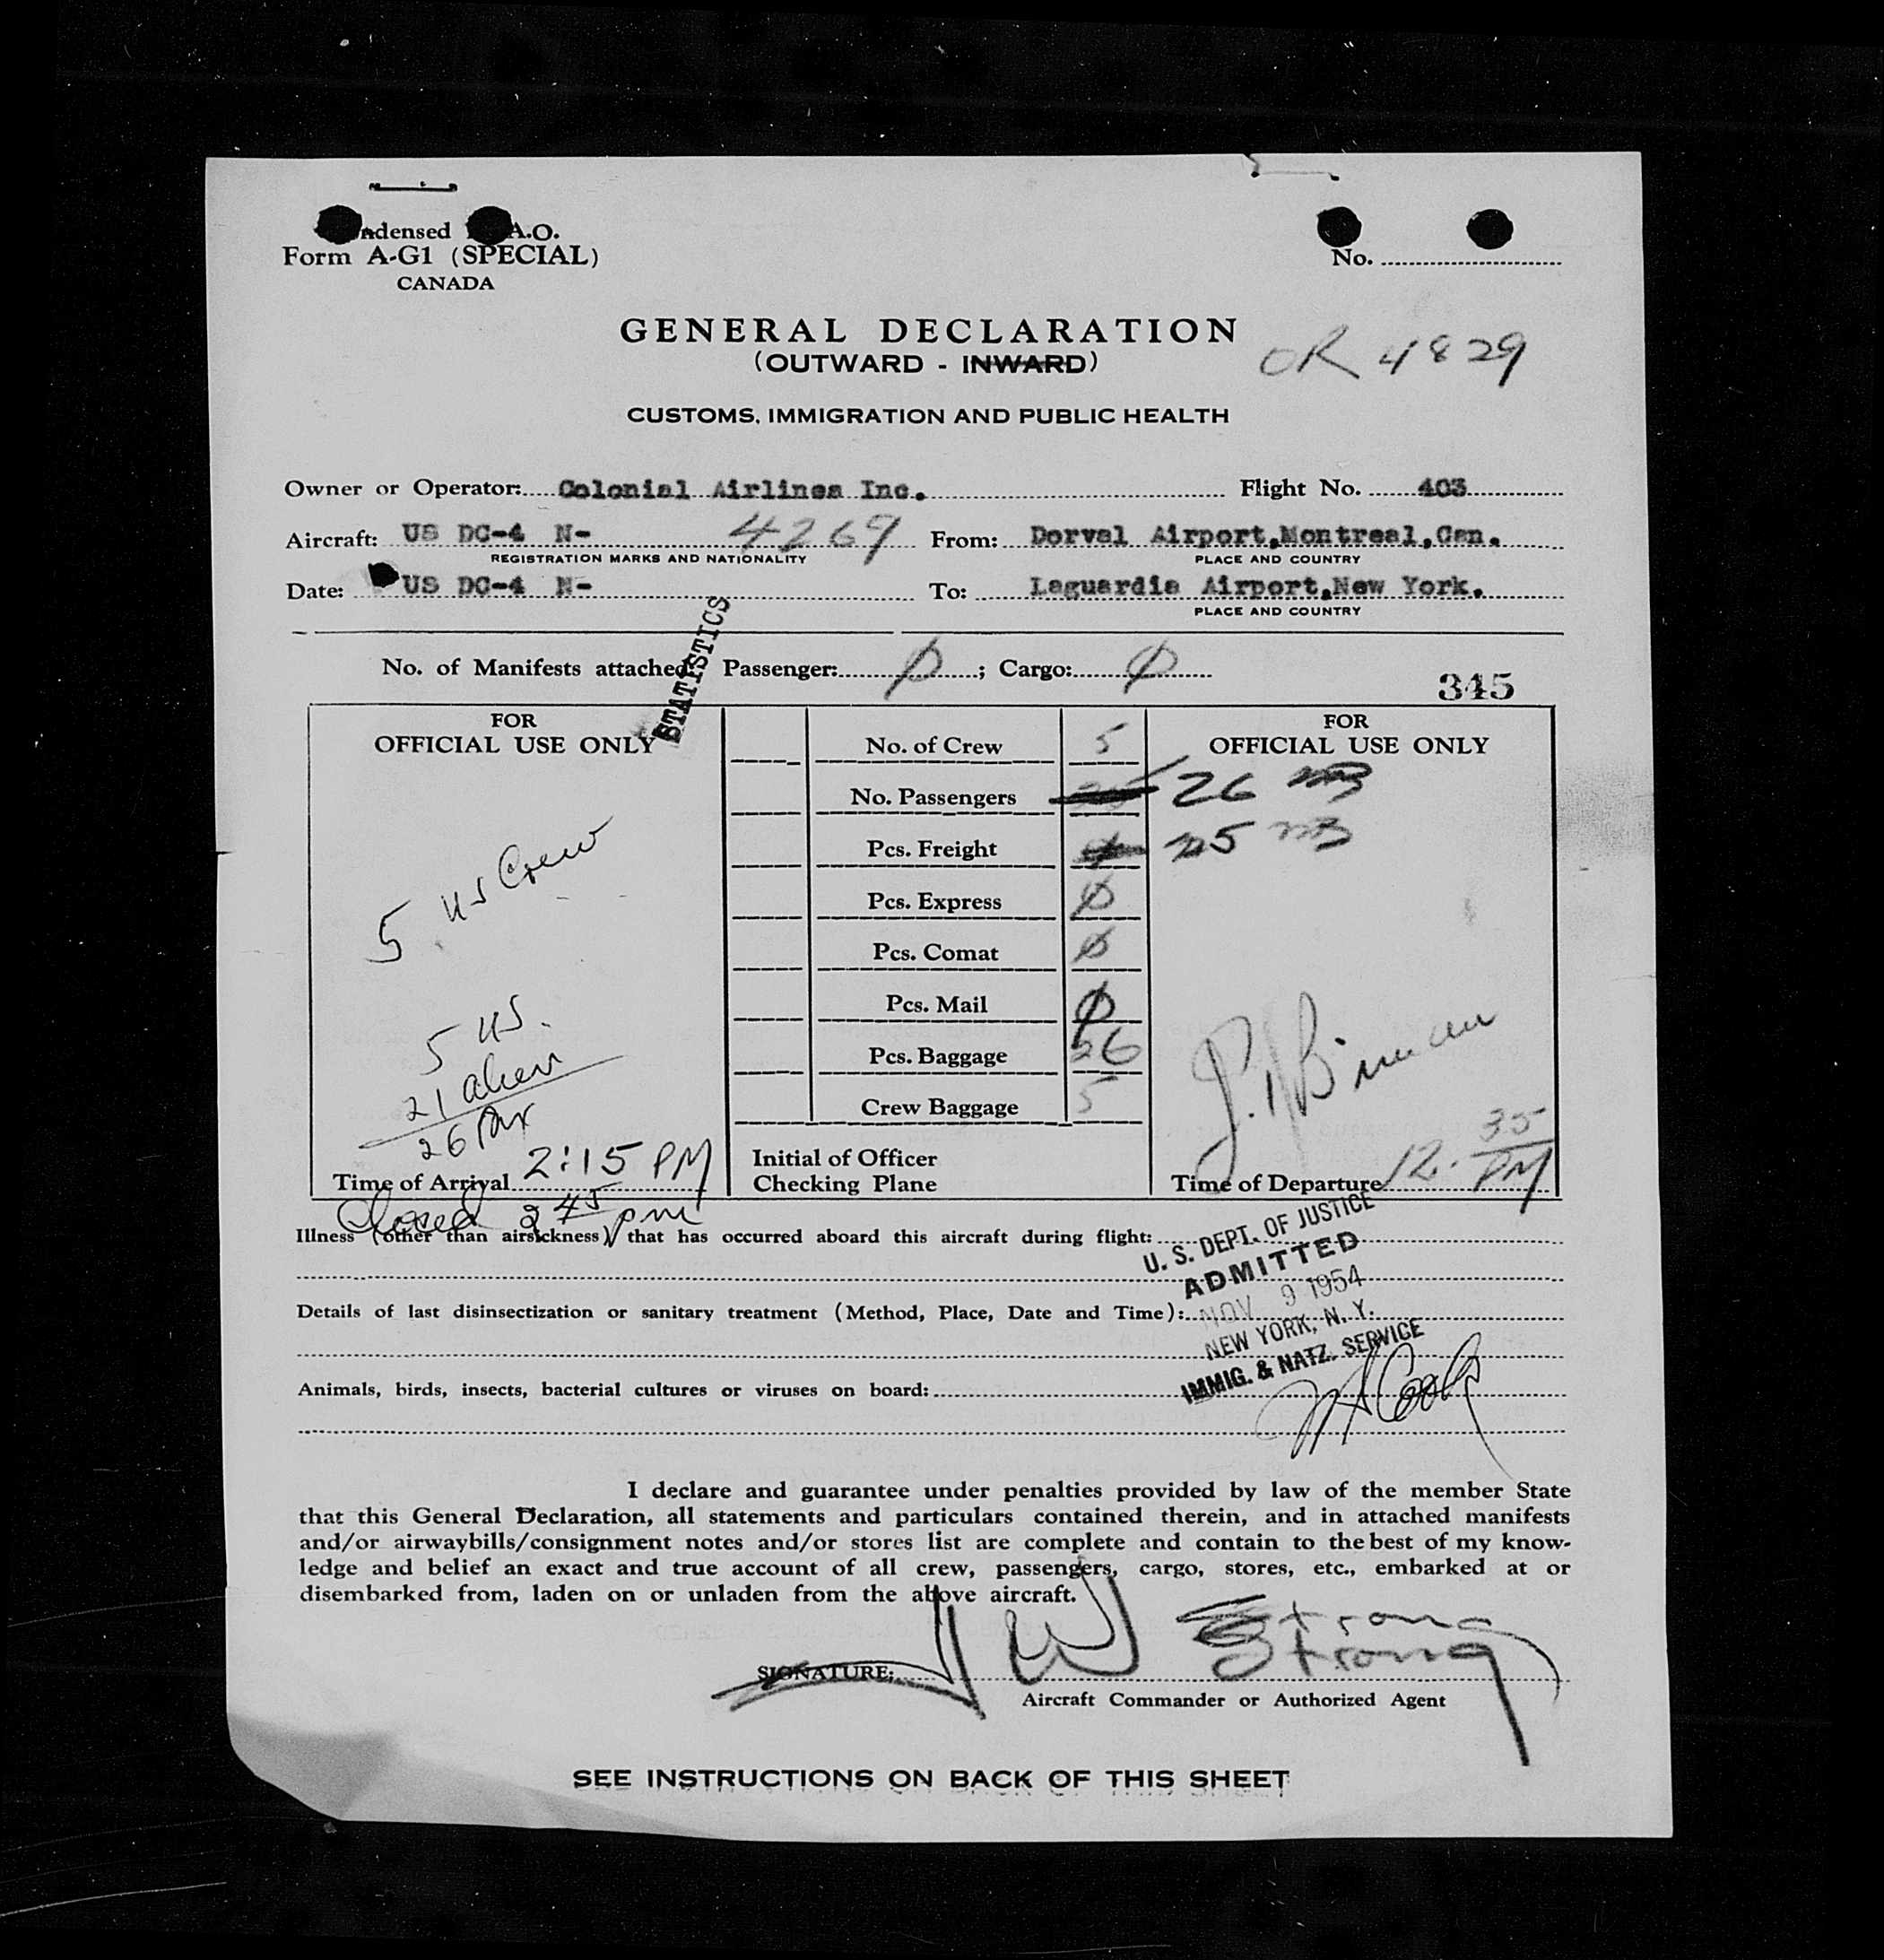 ndensed A.O.
Form A-G1 (SPECIAL)
CANADA
No.
GENERAL DECLARATION
(OUTWARD - INWARD)
OK 4829
CUSTOMS, IMMIGRATION AND PUBLIC HEALTH
Owner or Operator: Colonial Airlines Inc. Flight No. 403
Aircraft: US DC-4 N- 4269 From: Dorval Airport,Montreal,Can.
REGISTRATION MARKS AND NATIONALITY PLACE AND COUNTRY
Date: US DC-4 N- To: Laguardia Airport,New York.
PLACE AND COUNTRY
STATISTICS
No. of Manifests attached Passenger: Ø; Cargo: Ø
345
FOR
OFFICIAL USE ONLY
5 US Crew
5 US.
21 alien
26 Pax
Time of Arrival 2:15 PM
Closed 2 45 pm
No. of Crew 5
No. Passengers 26
Pcs. Freight 25
Pcs. Express Ø
Pcs. Comat Ø
Pcs. Mail Ø
Pcs. Baggage 26
Crew Baggage 5
Initial of Officer
Checking Plane
FOR
OFFICIAL USE ONLY
Time of Departure 12.35 PM
Illness (other than airsickness) that has occurred aboard this aircraft during flight:
U. S. DEPT. OF JUSTICE
ADMITTED
NOV 9 1954
NEW YORK, N. Y.
IMMIG. & NATZ. SERVICE
Details of last disinsectization or sanitary treatment (Method, Place, Date and Time):
Animals, birds, insects, bacterial cultures or viruses on board:
I declare and guarantee under penalties provided by law of the member State
that this General Declaration, all statements and particulars contained therein, and in attached manifests
and/or airwaybills/consignment notes and/or stores list are complete and contain to the best of my know-
ledge and belief an exact and true account of all crew, passengers, cargo, stores, etc., embarked at or
disembarked from, laden on or unladen from the above aircraft.
SIGNATURE: J W Strong
Strong
Aircraft Commander or Authorized Agent
SEE INSTRUCTIONS ON BACK OF THIS SHEET